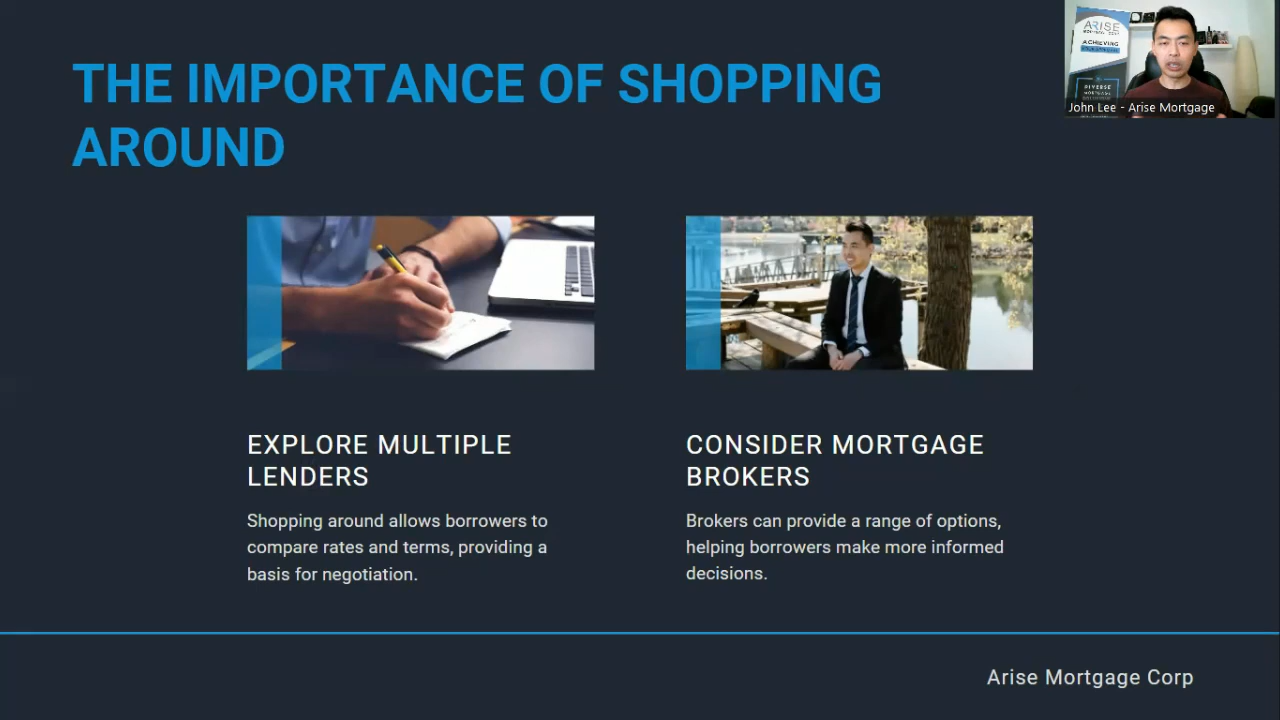 THE IMPORTANCE OF SHOPPING
AROUND
ARISE
ACHIEVING
DIVERSE
MORTGAGE
John Lee - Arise Mortgage
EXPLORE MULTIPLE
LENDERS
Shopping around allows borrowers to
compare rates and terms, providing a
basis for negotiation.
CONSIDER MORTGAGE
BROKERS
Brokers can provide a range of options,
helping borrowers make more informed
decisions.
Arise Mortgage Corp